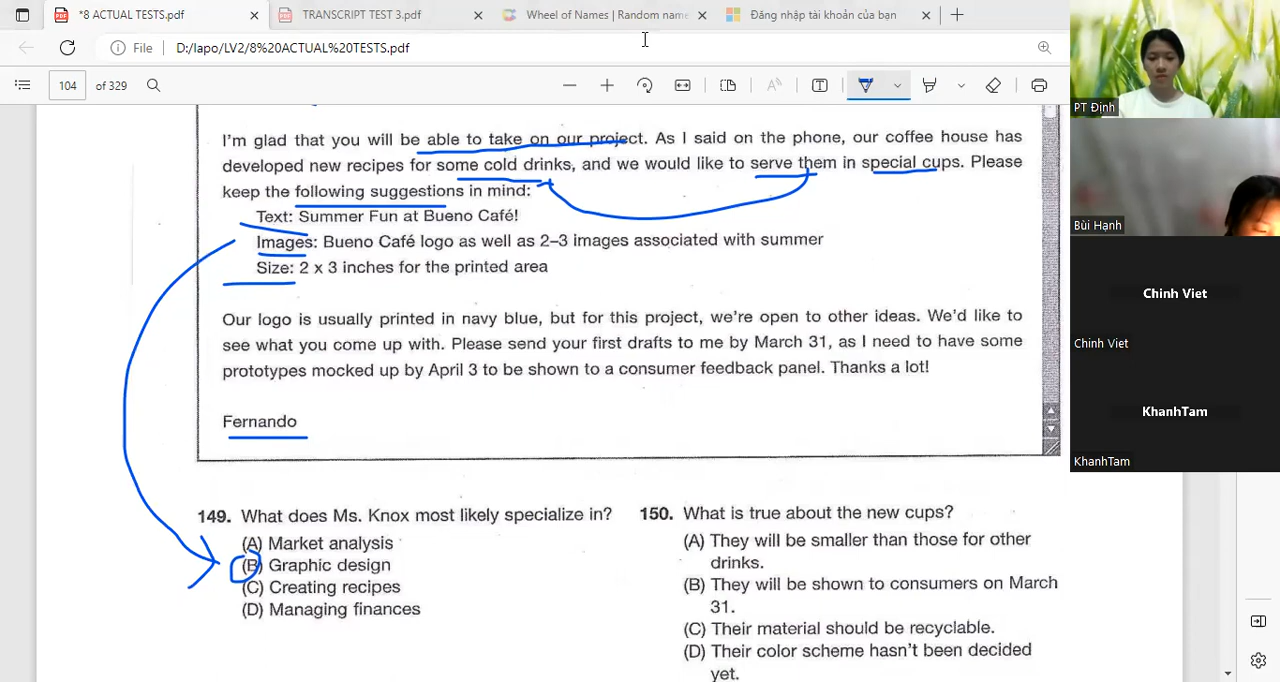 *8 ACTUAL TESTS.pdf
TRANSCRIPT TEST 3.pdf
Wheel of Names | Random name
Đăng nhập tài khoản của bạn
File
D:/lapo/LV2/8%20ACTUAL%20TESTS.pdf
104 of 329
I'm glad that you will be able to take on our project. As I said on the phone, our coffee house has
developed new recipes for some cold drinks, and we would like to serve them in special cups. Please
keep the following suggestions in mind:
Text: Summer Fun at Bueno Café!
Images: Bueno Café logo as well as 2–3 images associated with summer
Size: 2 x 3 inches for the printed area
Our logo is usually printed in navy blue, but for this project, we're open to other ideas. We'd like to
see what you come up with. Please send your first drafts to me by March 31, as I need to have some
prototypes mocked up by April 3 to be shown to a consumer feedback panel. Thanks a lot!
Fernando
149. What does Ms. Knox most likely specialize in?
(A) Market analysis
(B) Graphic design
(C) Creating recipes
(D) Managing finances
150. What is true about the new cups?
(A) They will be smaller than those for other
drinks.
(B) They will be shown to consumers on March
31.
(C) Their material should be recyclable.
(D) Their color scheme hasn't been decided
yet.
PT Định
Bùi Hạnh
Chinh Viet
Chinh Viet
KhanhTam
KhanhTam